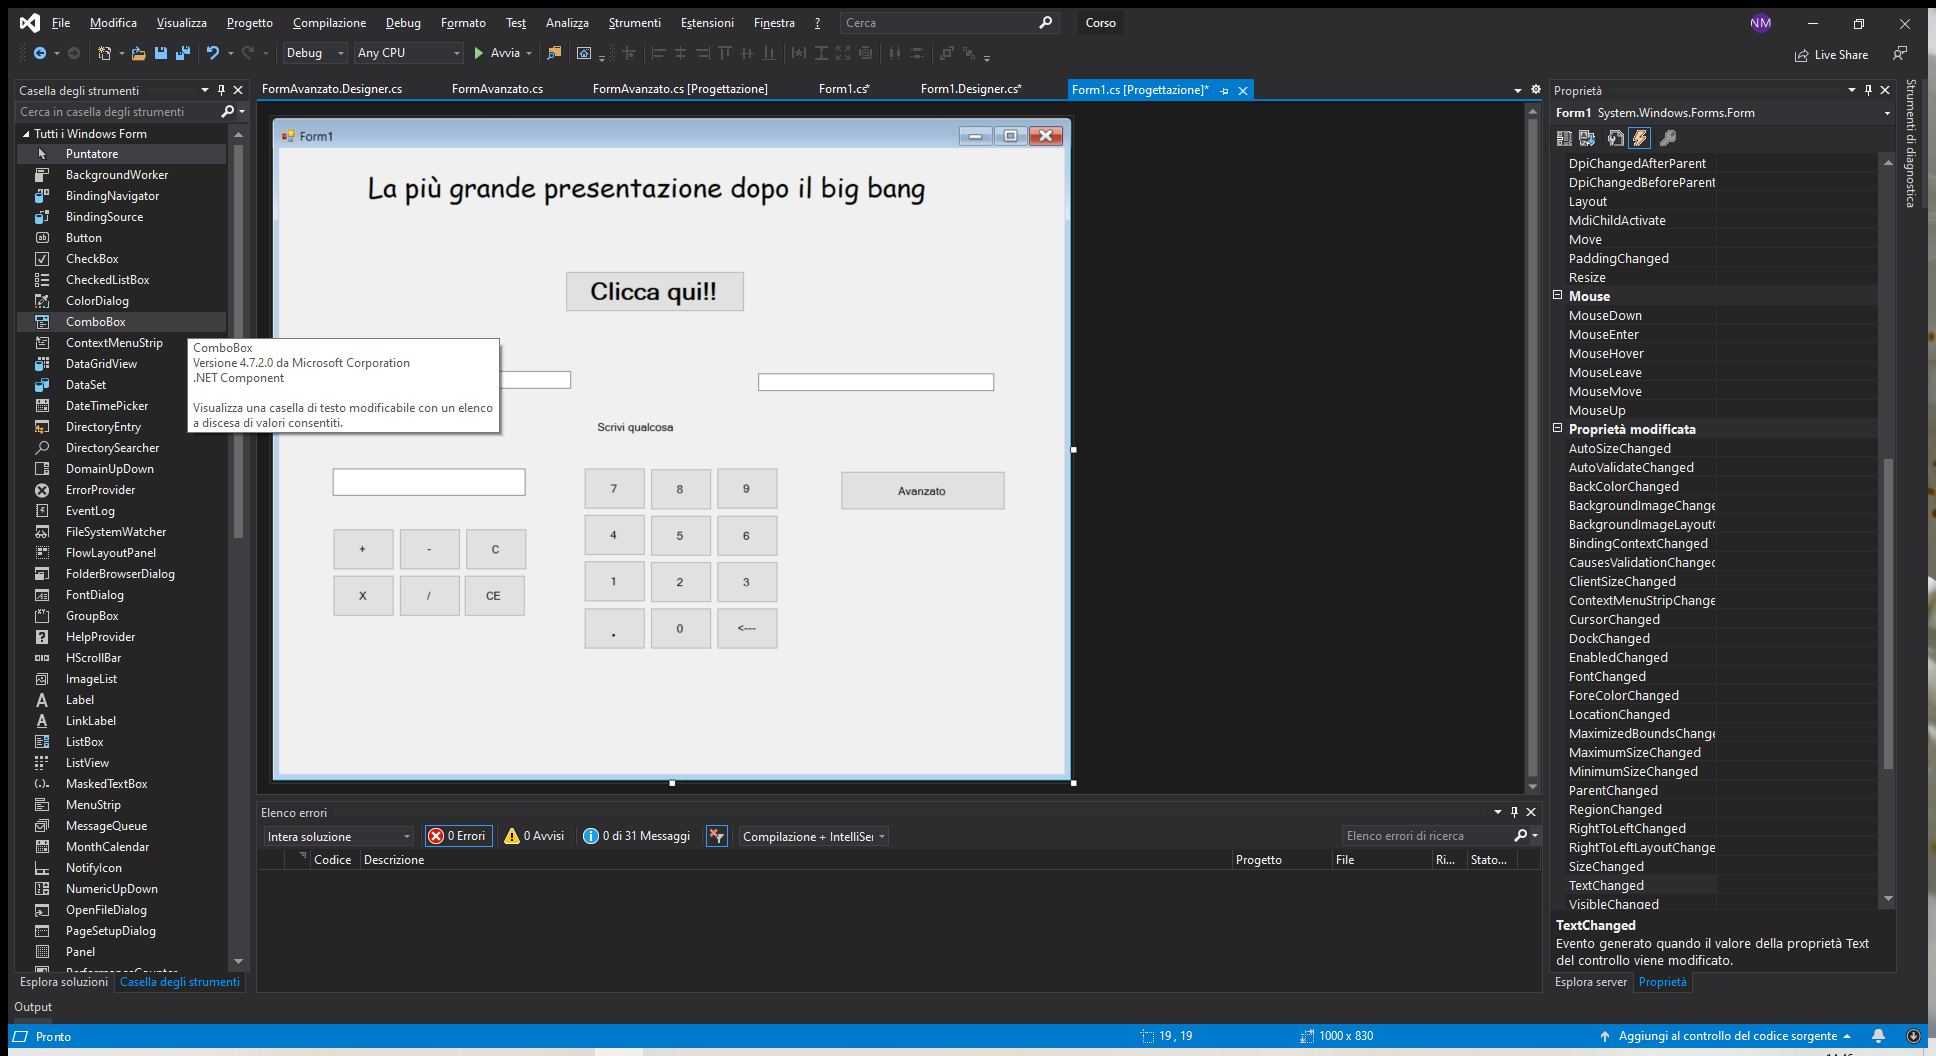 File Modifica Visualizza Progetto Compilazione Debug Formato Test Analizza Strumenti Estensioni Finestra ? Cerca Corso NM
Debug Any CPU Avvia Live Share
Casella degli strumenti
Cerca in casella degli strumenti
Tutti i Windows Form
Puntatore
BackgroundWorker
BindingNavigator
BindingSource
Button
CheckBox
CheckedListBox
ColorDialog
ComboBox
ContextMenuStrip
DataGridView
DataSet
DateTimePicker
DirectoryEntry
DirectorySearcher
DomainUpDown
ErrorProvider
EventLog
FileSystemWatcher
FlowLayoutPanel
FolderBrowserDialog
FontDialog
GroupBox
HelpProvider
HScrollBar
ImageList
Label
LinkLabel
ListBox
ListView
MaskedTextBox
MenuStrip
MessageQueue
MonthCalendar
NotifyIcon
NumericUpDown
OpenFileDialog
PageSetupDialog
Panel
Esplora soluzioni Casella degli strumenti
FormAvanzato.Designer.cs FormAvanzato.cs FormAvanzato.cs [Progettazione] Form1.cs* Form1.Designer.cs* Form1.cs [Progettazione]*
Form1
La più grande presentazione dopo il big bang
Clicca qui!!
ComboBox
Versione 4.7.2.0 da Microsoft Corporation
.NET Component
Visualizza una casella di testo modificabile con un elenco
a discesa di valori consentiti.
Scrivi qualcosa
7 8 9
Avanzato
4 5 6
+ - C
1 2 3
X / CE
. 0 <---
Elenco errori
Intera soluzione 0 Errori 0 Avvisi 0 di 31 Messaggi Compilazione + IntelliSe Elenco errori di ricerca
Codice Descrizione Progetto File Ri... Stato...
Proprietà
Form1 System.Windows.Forms.Form
DpiChangedAfterParent
DpiChangedBeforeParent
Layout
MdiChildActivate
Move
PaddingChanged
Resize
Mouse
MouseDown
MouseEnter
MouseHover
MouseLeave
MouseMove
MouseUp
Proprietà modificata
AutoSizeChanged
AutoValidateChanged
BackColorChanged
BackgroundImageChange
BackgroundImageLayout
BindingContextChanged
CausesValidationChange
ClientSizeChanged
ContextMenuStripChange
CursorChanged
DockChanged
EnabledChanged
FontChanged
ForeColorChanged
LocationChanged
MaximizedBoundsChange
MaximumSizeChanged
MinimumSizeChanged
ParentChanged
RegionChanged
RightToLeftChanged
RightToLeftLayoutChange
SizeChanged
TextChanged
VisibleChanged
TextChanged
Evento generato quando il valore della proprietà Text
del controllo viene modificato.
Esplora server Proprietà
Strumenti di diagnostica
Output
Pronto 19 , 19 1000 x 830 Aggiungi al controllo del codice sorgente